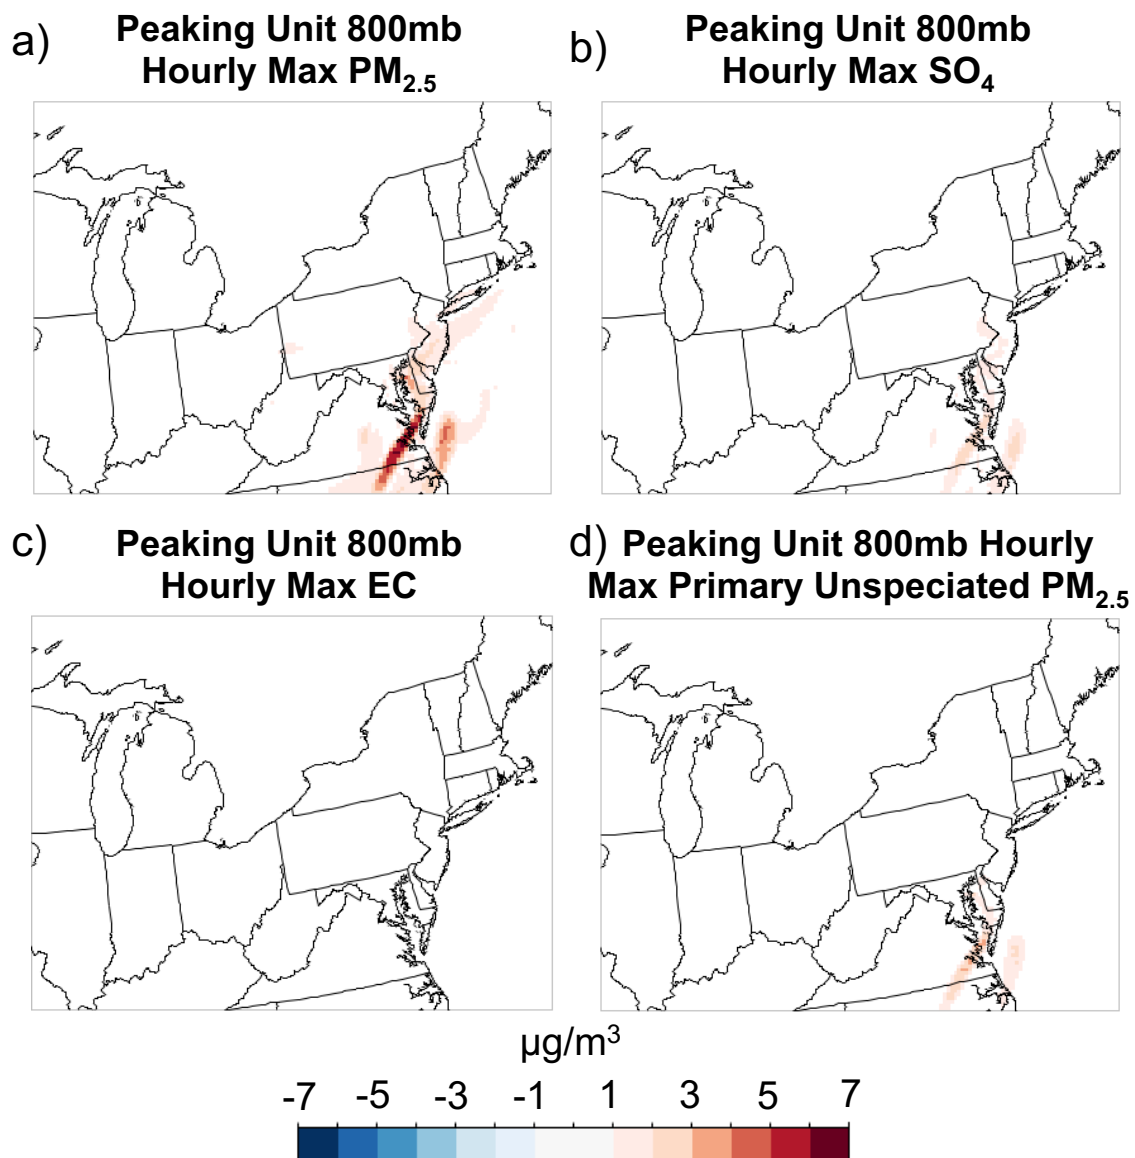 a) Peaking Unit 800mb
Hourly Max PM2.5
b) Peaking Unit 800mb
Hourly Max SO4
c) Peaking Unit 800mb
Hourly Max EC
d) Peaking Unit 800mb Hourly
Max Primary Unspeciated PM2.5
µg/m³
-7 -5 -3 -1 1 3 5 7